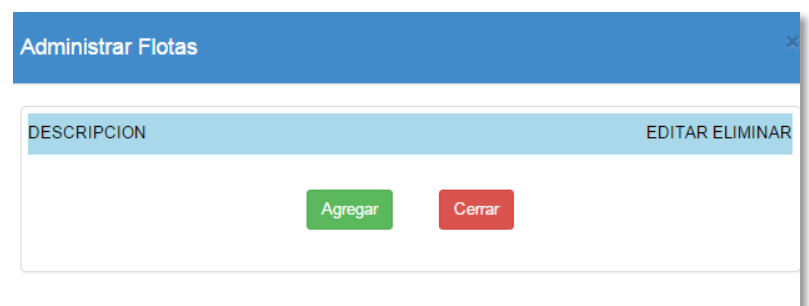 Administrar Flotas ×
DESCRIPCION EDITAR ELIMINAR
Agregar Cerrar